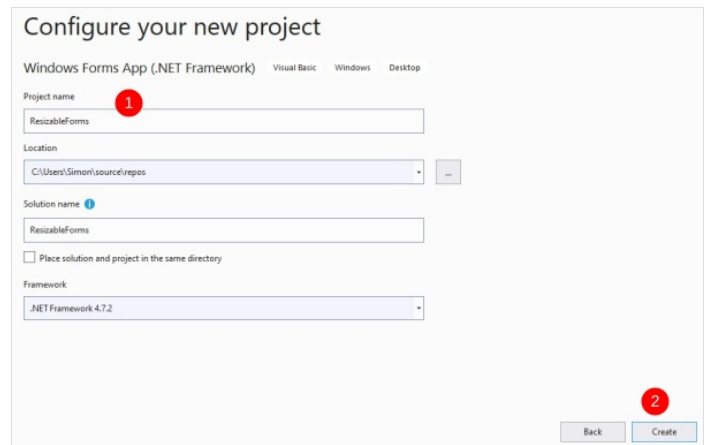 Configure your new project
Windows Forms App (.NET Framework) Visual Basic Windows Desktop
Project name
1
ResizableForms
Location
C:\Users\Simon\source\repos
...
Solution name
ResizableForms
Place solution and project in the same directory
Framework
.NET Framework 4.7.2
2
Back Create